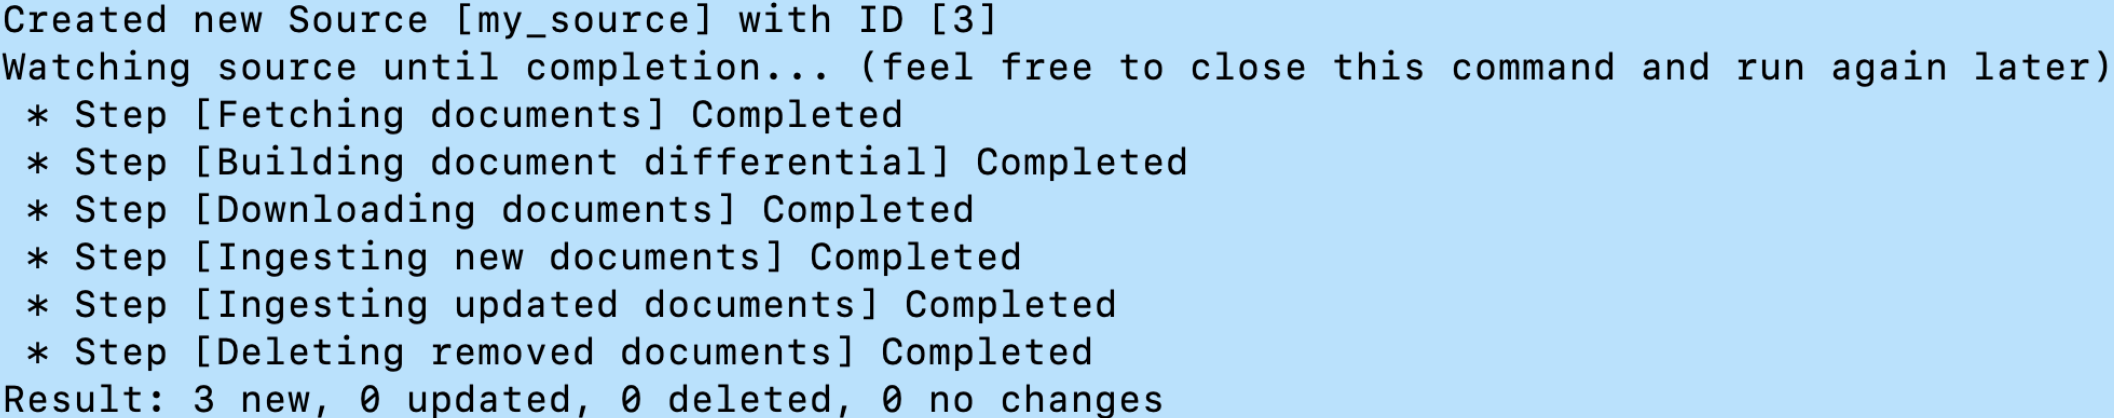 Created new Source [my_source] with ID [3]
Watching source until completion... (feel free to close this command and run again later)
 * Step [Fetching documents] Completed
 * Step [Building document differential] Completed
 * Step [Downloading documents] Completed
 * Step [Ingesting new documents] Completed
 * Step [Ingesting updated documents] Completed
 * Step [Deleting removed documents] Completed
Result: 3 new, 0 updated, 0 deleted, 0 no changes